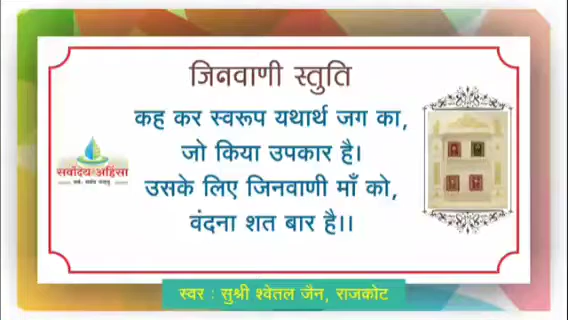 जिनवाणी स्तुति
कह कर स्वरूप यथार्थ जग का,
जो किया उपकार है।
उसके लिए जिनवाणी माँ को,
वंदना शत बार है।।
सर्वोदय अहिंसा
स्वर : सुश्री श्वेतल जैन, राजकोट